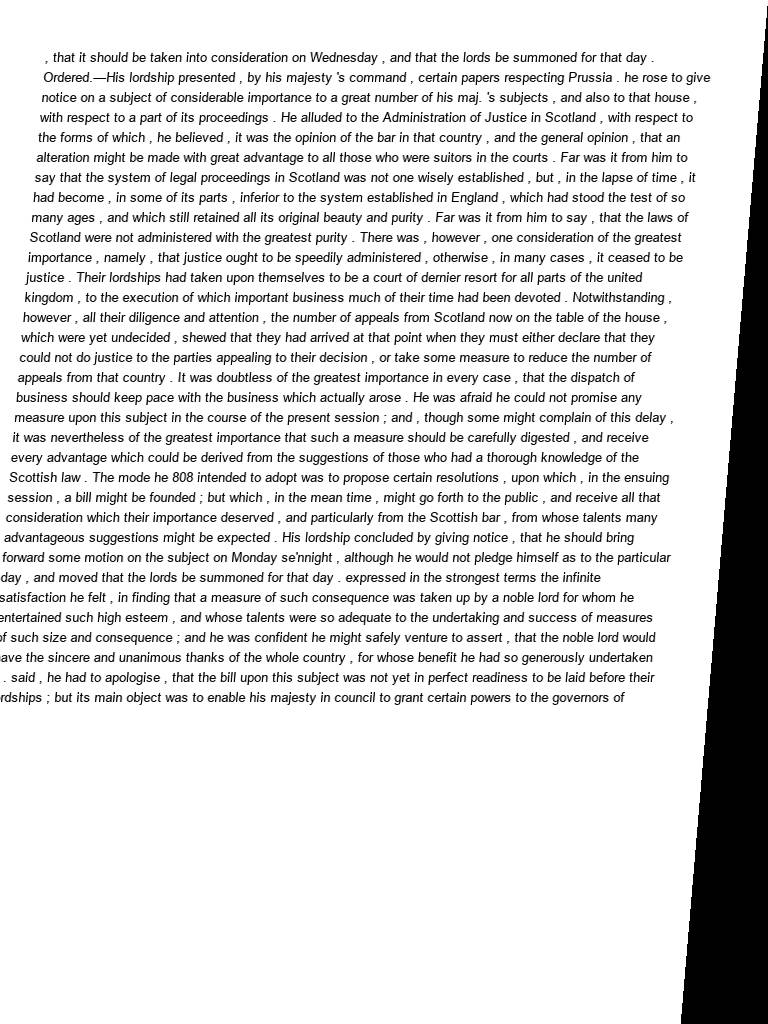 , that it should be taken into consideration on Wednesday , and that the lords be summoned for that day .
Ordered.—His lordship presented , by his majesty 's command , certain papers respecting Prussia . he rose to give
notice on a subject of considerable importance to a great number of his maj. 's subjects , and also to that house ,
with respect to a part of its proceedings . He alluded to the Administration of Justice in Scotland , with respect to
the forms of which , he believed , it was the opinion of the bar in that country , and the general opinion , that an
alteration might be made with great advantage to all those who were suitors in the courts . Far was it from him to
say that the system of legal proceedings in Scotland was not one wisely established , but , in the lapse of time , it
had become , in some of its parts , inferior to the system established in England , which had stood the test of so
many ages , and which still retained all its original beauty and purity . Far was it from him to say , that the laws of
Scotland were not administered with the greatest purity . There was , however , one consideration of the greatest
importance , namely , that justice ought to be speedily administered , otherwise , in many cases , it ceased to be
justice . Their lordships had taken upon themselves to be a court of dernier resort for all parts of the united
kingdom , to the execution of which important business much of their time had been devoted . Notwithstanding ,
however , all their diligence and attention , the number of appeals from Scotland now on the table of the house ,
which were yet undecided , shewed that they had arrived at that point when they must either declare that they
could not do justice to the parties appealing to their decision , or take some measure to reduce the number of
appeals from that country . It was doubtless of the greatest importance in every case , that the dispatch of
business should keep pace with the business which actually arose . He was afraid he could not promise any
measure upon this subject in the course of the present session ; and , though some might complain of this delay ,
it was nevertheless of the greatest importance that such a measure should be carefully digested , and receive
every advantage which could be derived from the suggestions of those who had a thorough knowledge of the
Scottish law . The mode he 808 intended to adopt was to propose certain resolutions , upon which , in the ensuing
session , a bill might be founded ; but which , in the mean time , might go forth to the public , and receive all that
consideration which their importance deserved , and particularly from the Scottish bar , from whose talents many
advantageous suggestions might be expected . His lordship concluded by giving notice , that he should bring
forward some motion on the subject on Monday se'nnight , although he would not pledge himself as to the particular
day , and moved that the lords be summoned for that day . expressed in the strongest terms the infinite
satisfaction he felt , in finding that a measure of such consequence was taken up by a noble lord for whom he
entertained such high esteem , and whose talents were so adequate to the undertaking and success of measures
of such size and consequence ; and he was confident he might safely venture to assert , that the noble lord would
have the sincere and unanimous thanks of the whole country , for whose benefit he had so generously undertaken
. said , he had to apologise , that the bill upon this subject was not yet in perfect readiness to be laid before their
rdships ; but its main object was to enable his majesty in council to grant certain powers to the governors of